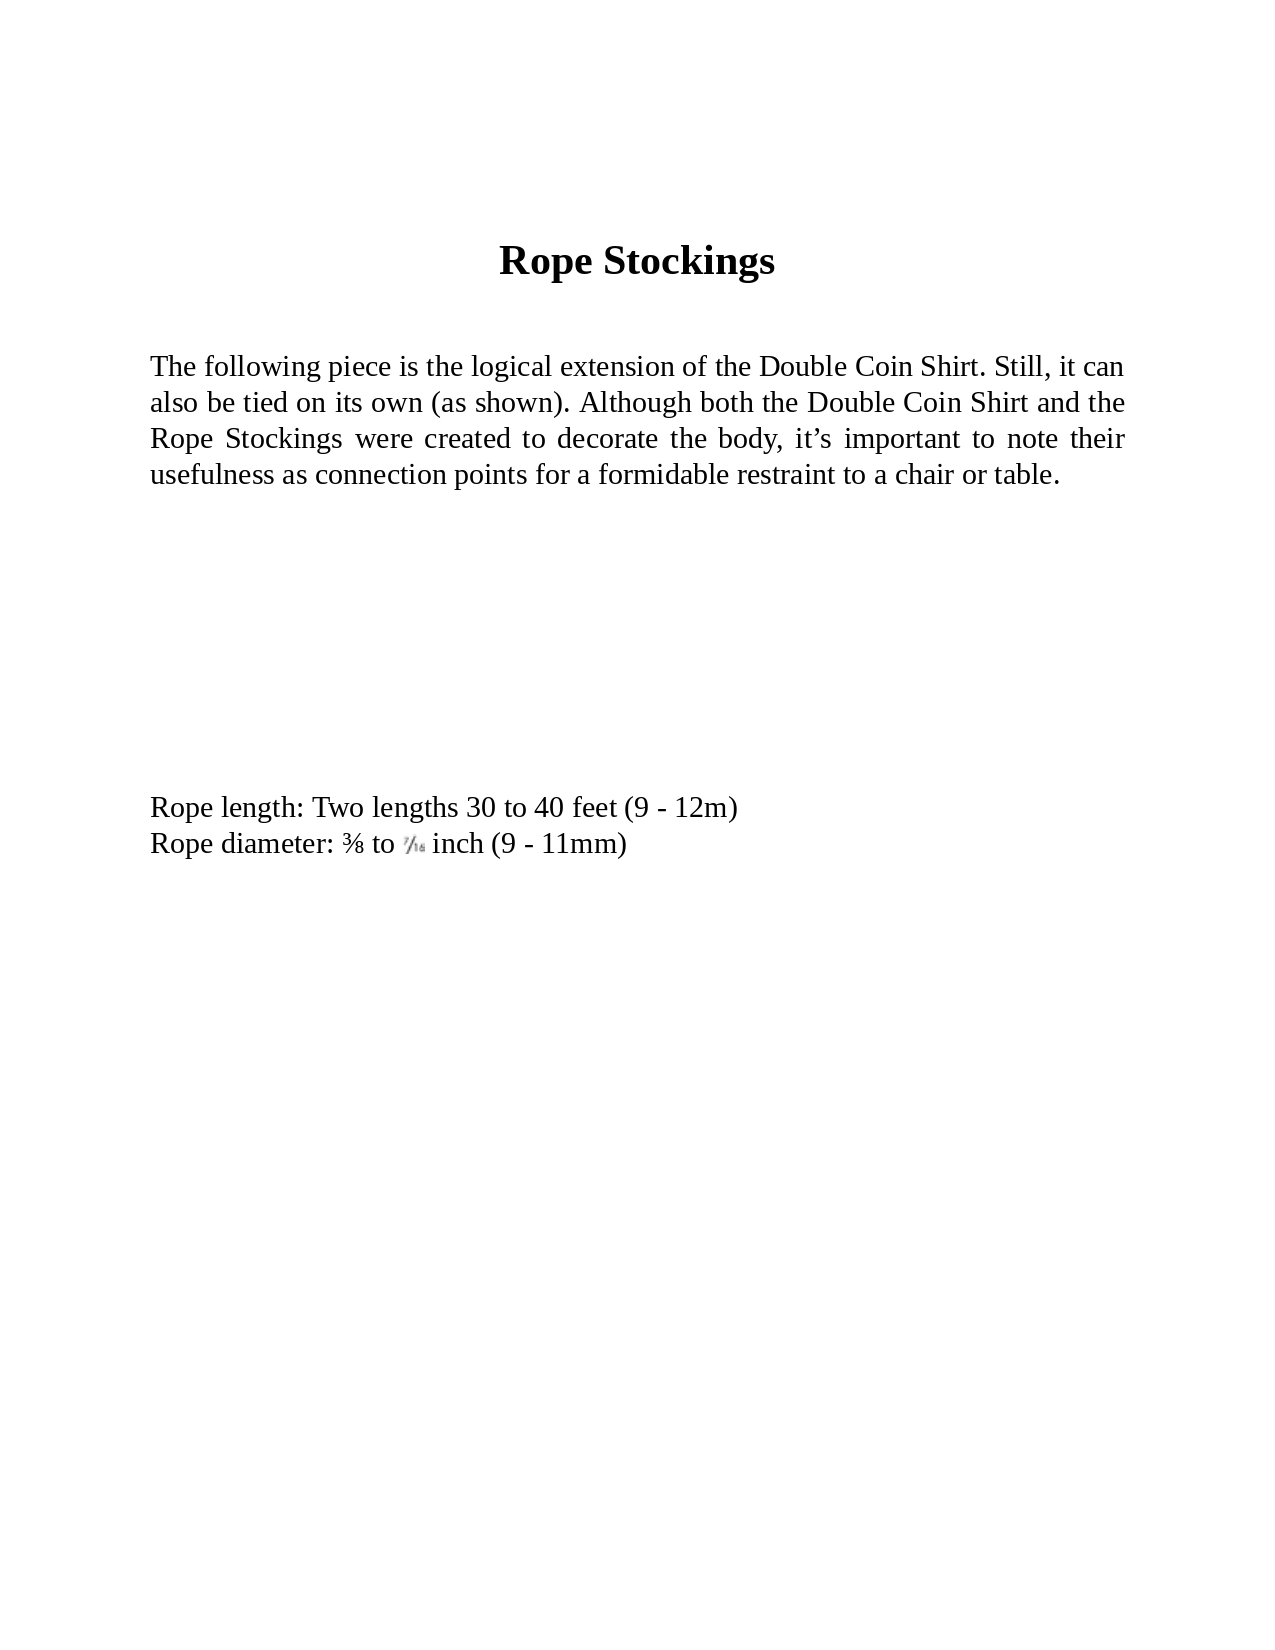 Rope Stockings
The following piece is the logical extension of the Double Coin Shirt. Still, it can
also be tied on its own (as shown). Although both the Double Coin Shirt and the
Rope Stockings were created to decorate the body, it’s important to note their
usefulness as connection points for a formidable restraint to a chair or table.
Rope length: Two lengths 30 to 40 feet (9 - 12m)
Rope diameter: ⅜ to 7/16 inch (9 - 11mm)